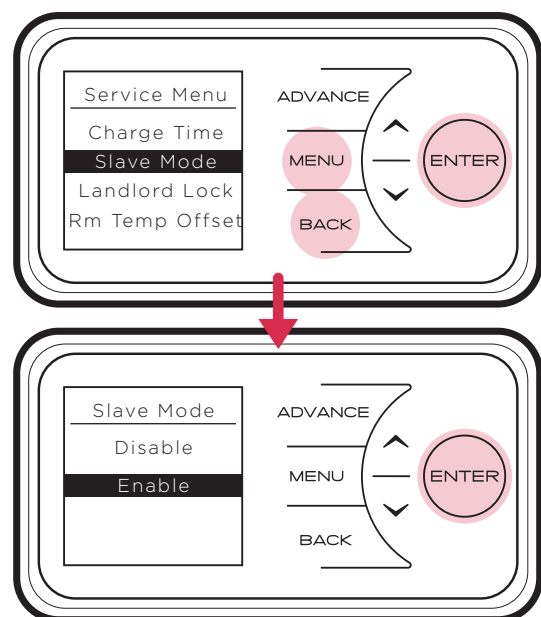 Service Menu
Charge Time
Slave Mode
Landlord Lock
Rm Temp Offset
ADVANCE
MENU
BACK
ENTER
Slave Mode
Disable
Enable
ADVANCE
MENU
BACK
ENTER